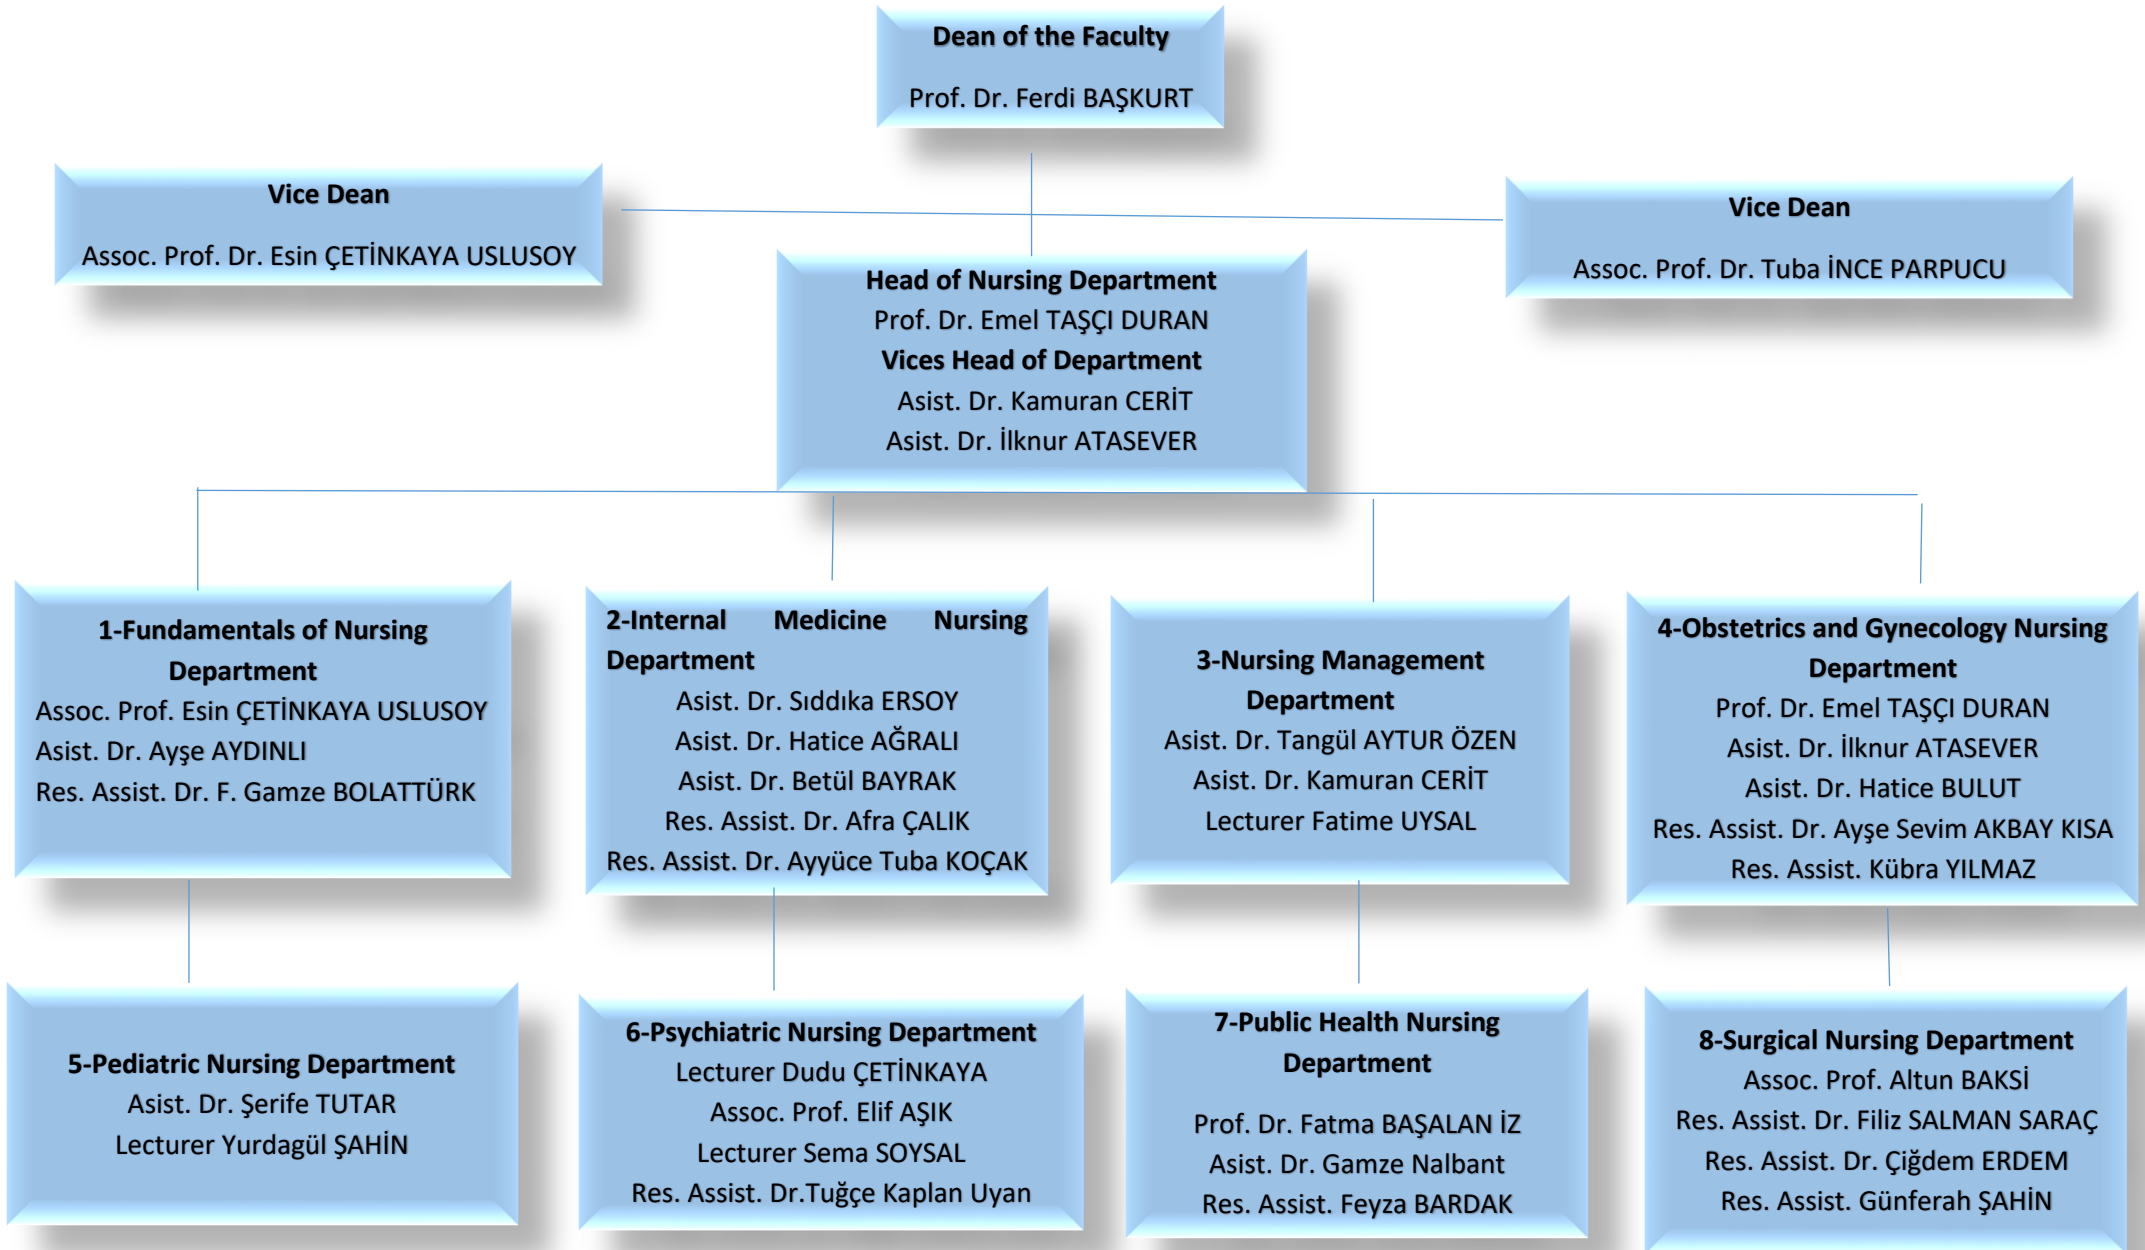 Dean of the Faculty
Prof. Dr. Ferdi BAŞKURT
Vice Dean
Assoc. Prof. Dr. Esin ÇETİNKAYA USLUSOY
Vice Dean
Assoc. Prof. Dr. Tuba İNCE PARPUCU
Head of Nursing Department
Prof. Dr. Emel TAŞÇI DURAN
Vices Head of Department
Asist. Dr. Kamuran CERİT
Asist. Dr. İlknur ATASEVER
1-Fundamentals of Nursing
Department
Assoc. Prof. Esin ÇETİNKAYA USLUSOY
Asist. Dr. Ayşe AYDINLI
Res. Assist. Dr. F. Gamze BOLATTÜRK
2-Internal Medicine Nursing
Department
Asist. Dr. Sıddıka ERSOY
Asist. Dr. Hatice AĞRALI
Asist. Dr. Betül BAYRAK
Res. Assist. Dr. Afra ÇALIK
Res. Assist. Dr. Ayyüce Tuba KOÇAK
3-Nursing Management
Department
Asist. Dr. Tangül AYTUR ÖZEN
Asist. Dr. Kamuran CERİT
Lecturer Fatime UYSAL
4-Obstetrics and Gynecology Nursing
Department
Prof. Dr. Emel TAŞÇI DURAN
Asist. Dr. İlknur ATASEVER
Asist. Dr. Hatice BULUT
Res. Assist. Dr. Ayşe Sevim AKBAY KISA
Res. Assist. Kübra YILMAZ
5-Pediatric Nursing Department
Asist. Dr. Şerife TUTAR
Lecturer Yurdagül ŞAHİN
6-Psychiatric Nursing Department
Lecturer Dudu ÇETİNKAYA
Assoc. Prof. Elif AŞIK
Lecturer Sema SOYSAL
Res. Assist. Dr.Tuğçe Kaplan Uyan
7-Public Health Nursing
Department
Prof. Dr. Fatma BAŞALAN İZ
Asist. Dr. Gamze Nalbant
Res. Assist. Feyza BARDAK
8-Surgical Nursing Department
Assoc. Prof. Altun BAKSİ
Res. Assist. Dr. Filiz SALMAN SARAÇ
Res. Assist. Dr. Çiğdem ERDEM
Res. Assist. Günferah ŞAHİN